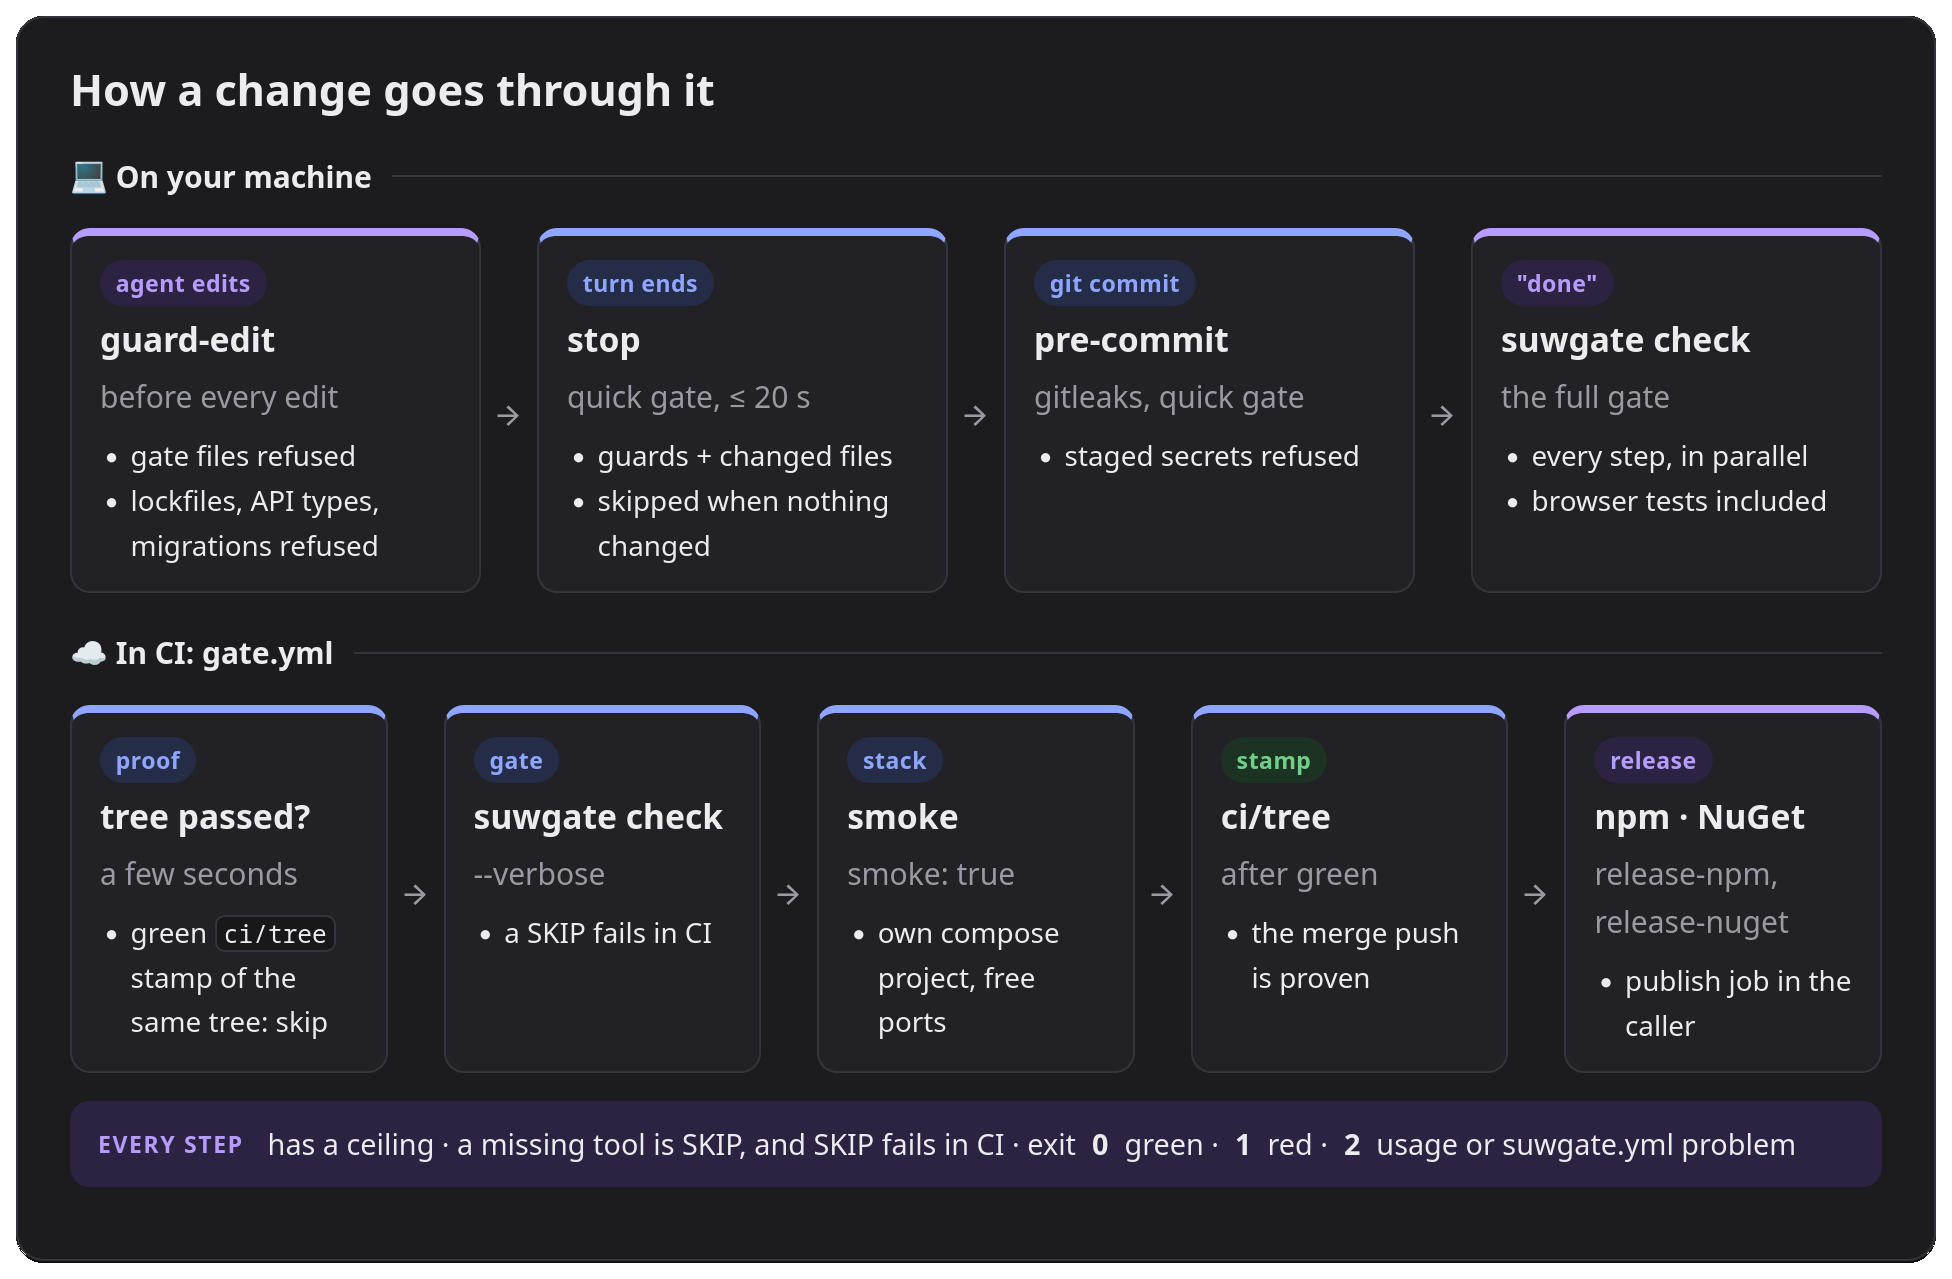 How a change goes through it
💻 On your machine
agent edits
guard-edit
before every edit
• gate files refused
• lockfiles, API types,
migrations refused
→
turn ends
stop
quick gate, ≤ 20 s
• guards + changed files
• skipped when nothing
changed
→
git commit
pre-commit
gitleaks, quick gate
• staged secrets refused
→
"done"
suwgate check
the full gate
• every step, in parallel
• browser tests included
☁️ In CI: gate.yml
proof
tree passed?
a few seconds
• green ci/tree
stamp of the
same tree: skip
→
gate
suwgate check
--verbose
• a SKIP fails in CI
→
stack
smoke
smoke: true
• own compose
project, free
ports
→
stamp
ci/tree
after green
• the merge push
is proven
→
release
npm · NuGet
release-npm,
release-nuget
• publish job in the
caller
EVERY STEP has a ceiling · a missing tool is SKIP, and SKIP fails in CI · exit 0 green · 1 red · 2 usage or suwgate.yml problem